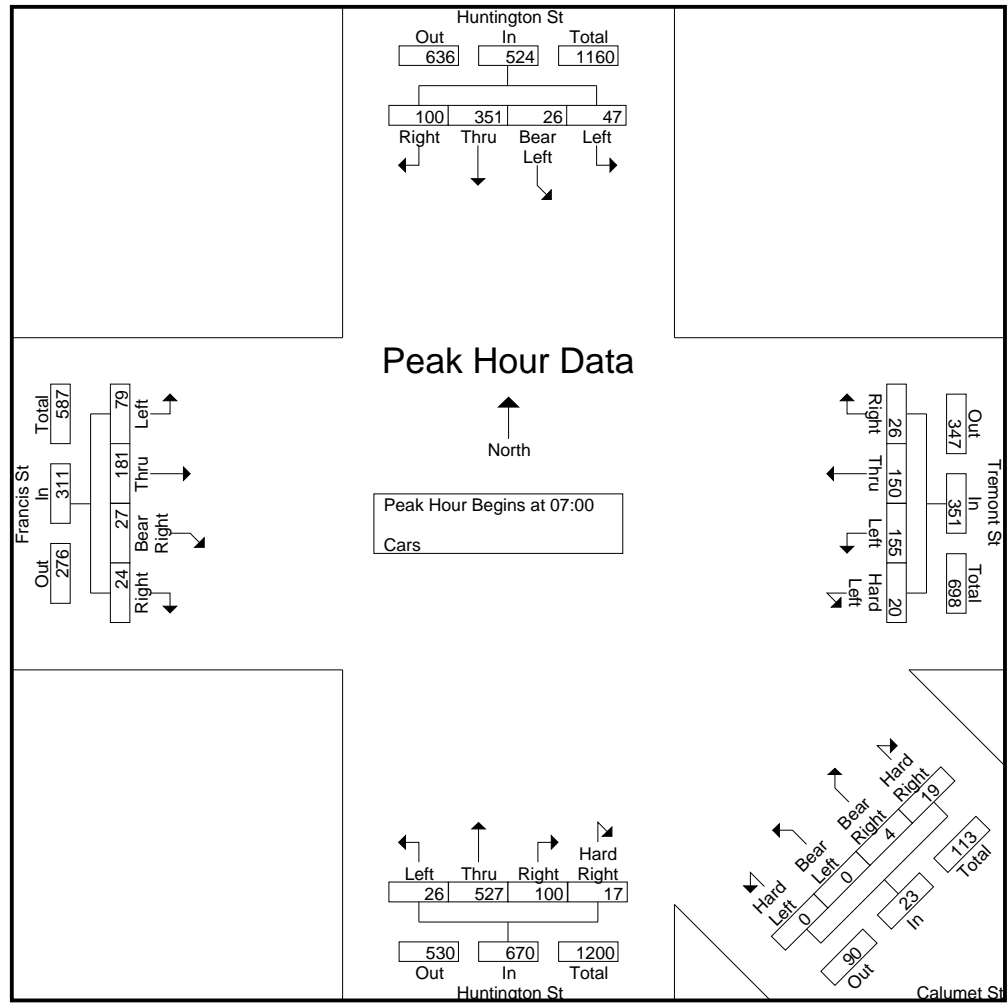 Huntington St
Out In Total
636 524 1160
100 351 26 47
Right Thru Bear Left Left
Peak Hour Data
North
Peak Hour Begins at 07:00
Cars
Francis St
Total In Out
587 311 276
79 181 27 24
Left Thru Bear Right Right
Tremont St
Out In Total
347 351 698
26 150 155 20
Right Thru Left Hard Left
Left Thru Right Hard Right
26 527 100 17
530 670 1200
Out In Total
Huntington St
Hard Left Bear Left Bear Right Hard Right
0 0 4 19
90 23 113
Out In Total
Calumet St